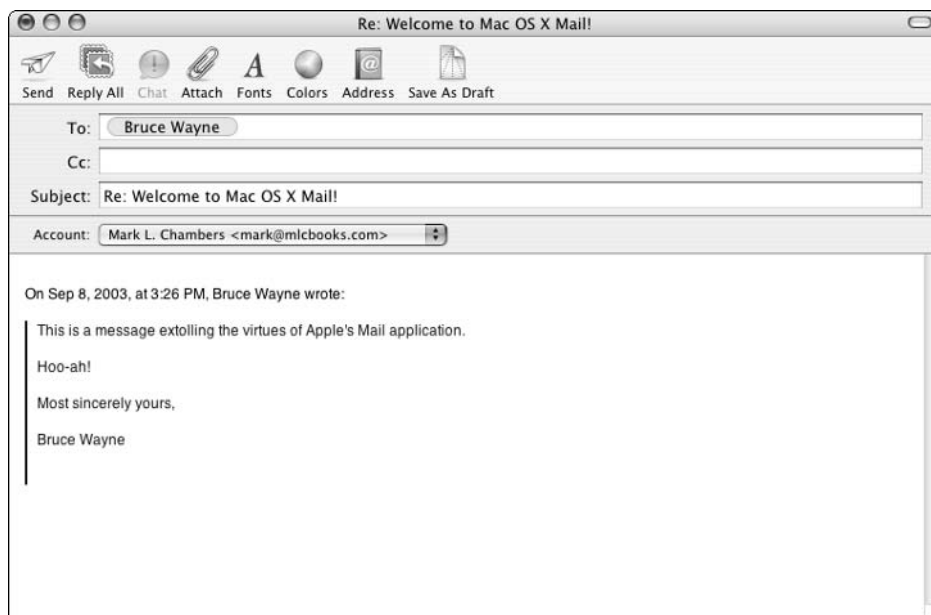 Re: Welcome to Mac OS X Mail!
Send Reply All Chat Attach Fonts Colors Address Save As Draft
To: Bruce Wayne
Cc:
Subject: Re: Welcome to Mac OS X Mail!
Account: Mark L. Chambers <mark@mlcbooks.com>
On Sep 8, 2003, at 3:26 PM, Bruce Wayne wrote:
This is a message extolling the virtues of Apple's Mail application.
Hoo-ah!
Most sincerely yours,
Bruce Wayne